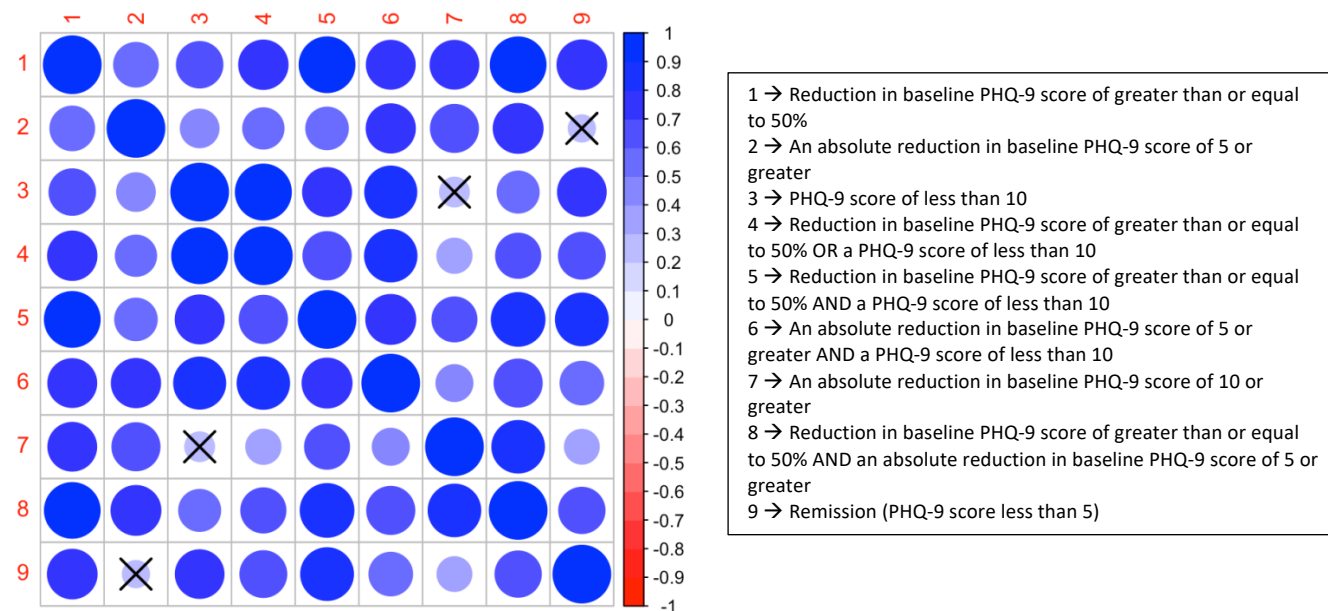 1 2 3 4 5 6 7 8 9
1
2
3
4
5
6
7
8
9
1
0.9
0.8
0.7
0.6
0.5
0.4
0.3
0.2
0.1
0
-0.1
-0.2
-0.3
-0.4
-0.5
-0.6
-0.7
-0.8
-0.9
-1
1 → Reduction in baseline PHQ-9 score of greater than or equal
to 50%
2 → An absolute reduction in baseline PHQ-9 score of 5 or
greater
3 → PHQ-9 score of less than 10
4 → Reduction in baseline PHQ-9 score of greater than or equal
to 50% OR a PHQ-9 score of less than 10
5 → Reduction in baseline PHQ-9 score of greater than or equal
to 50% AND a PHQ-9 score of less than 10
6 → An absolute reduction in baseline PHQ-9 score of 5 or
greater AND a PHQ-9 score of less than 10
7 → An absolute reduction in baseline PHQ-9 score of 10 or
greater
8 → Reduction in baseline PHQ-9 score of greater than or equal
to 50% AND an absolute reduction in baseline PHQ-9 score of 5 or
greater
9 → Remission (PHQ-9 score less than 5)